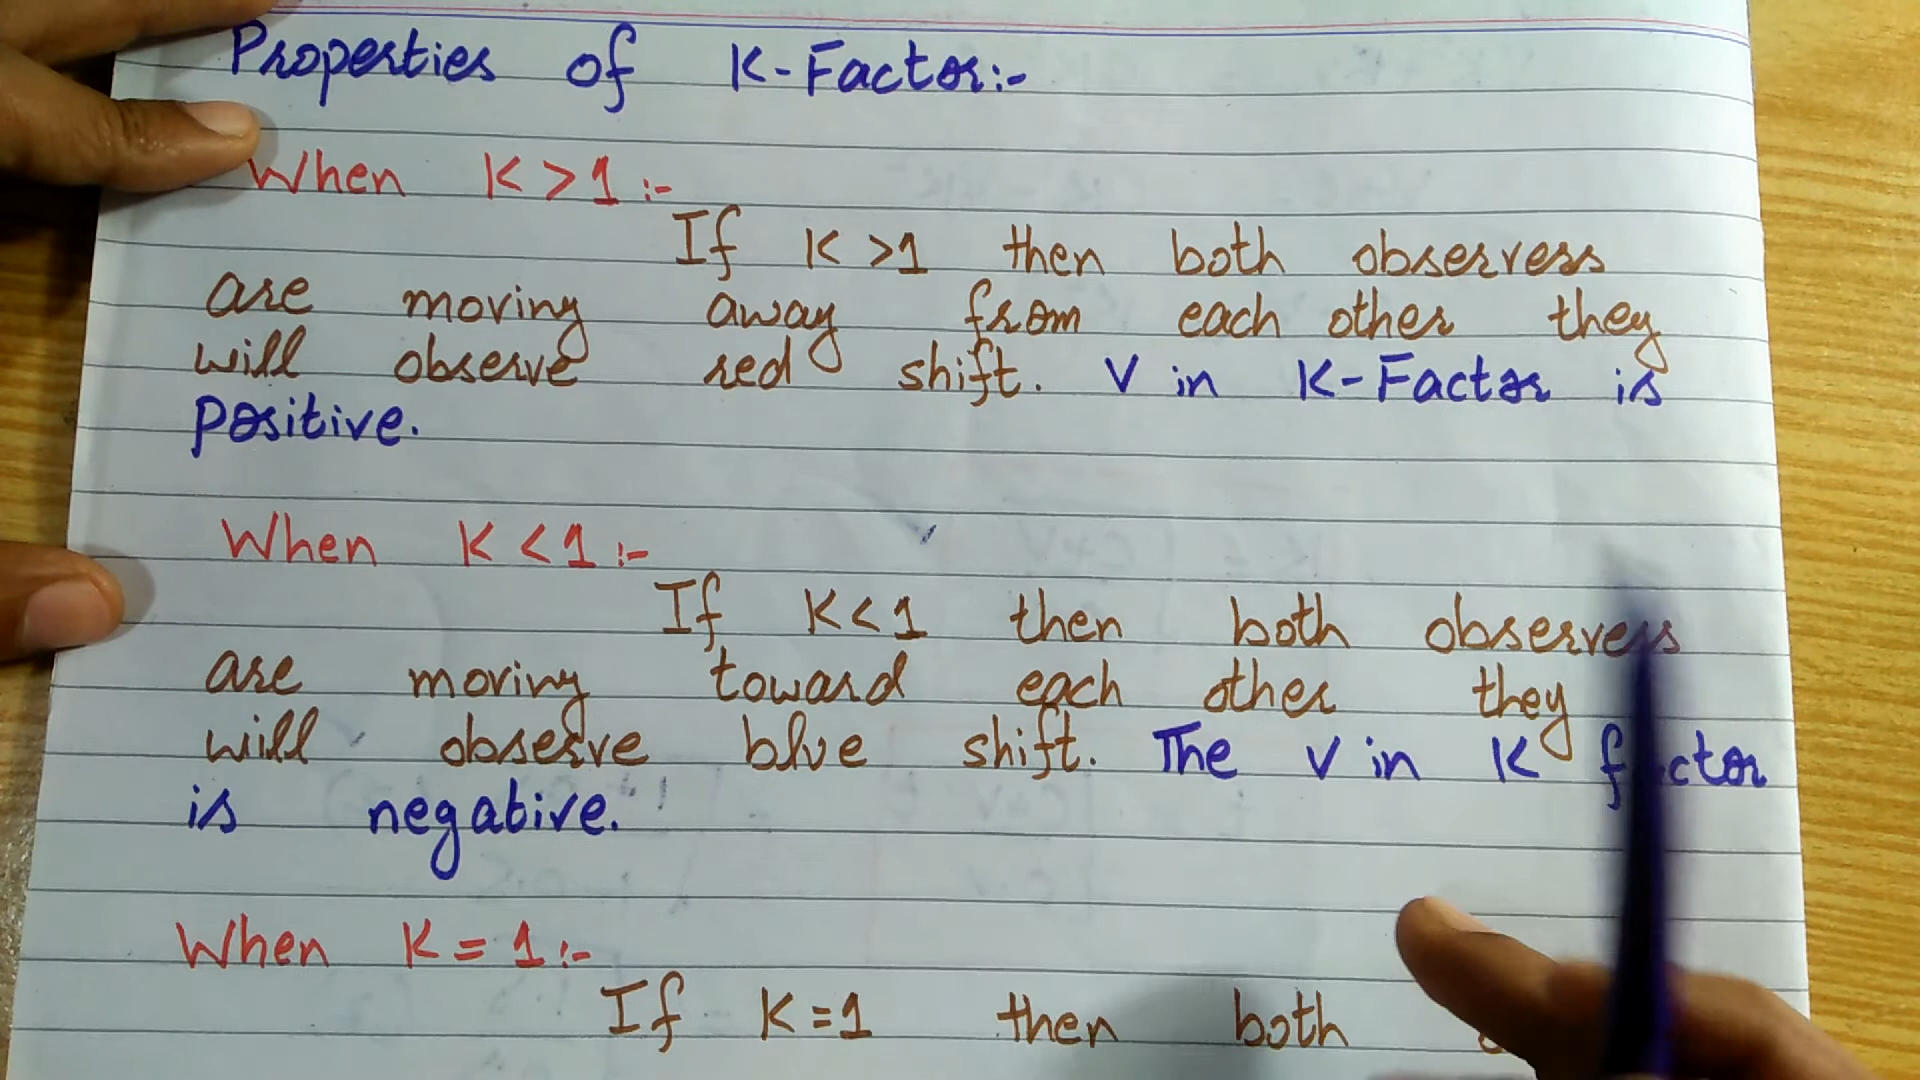 Properties of K-Factor:-
When K>1:-
If K>1 then both observers
are moving away from each other they
will observe red shift. V in K-Factor is
positive.
When K<1:-
If K<1 then both observers
are moving toward each other they
will observe blue shift. The V in K factor
is negative.
When K=1:-
If K=1 then both